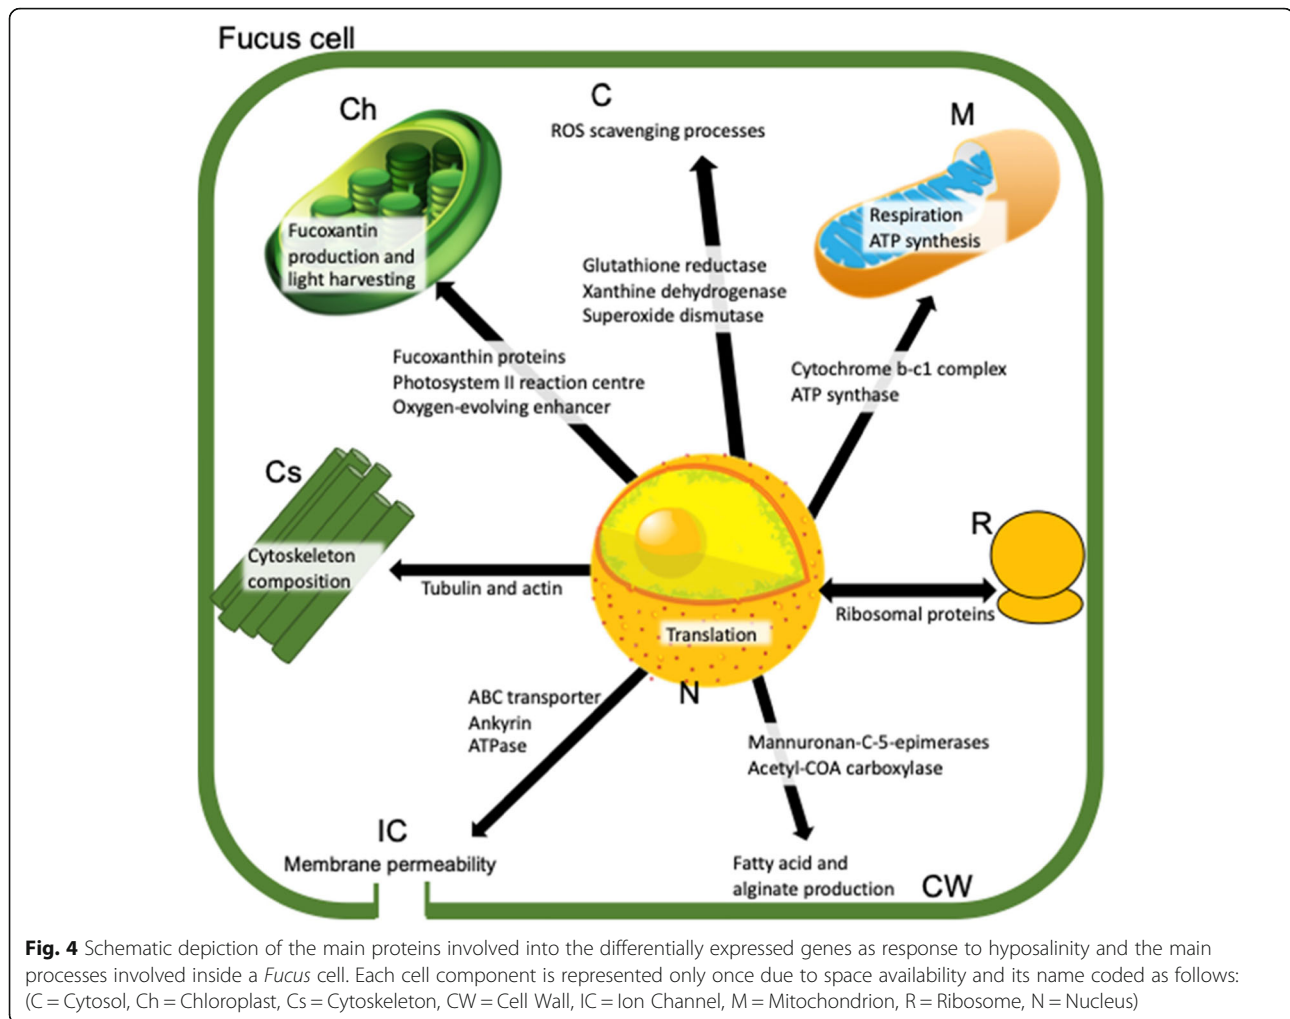 Fucus cell
Ch
C
ROS scavenging processes
M
Fucoxantin
production and
light harvesting
Respiration
ATP synthesis
Glutathione reductase
Xanthine dehydrogenase
Superoxide dismutase
Fucoxanthin proteins
Photosystem II reaction centre
Oxygen-evolving enhancer
Cytochrome b-c1 complex
ATP synthase
Cs
Cytoskeleton
composition
Tubulin and actin
R
Ribosomal proteins
Translation
N
ABC transporter
Ankyrin
ATPase
Mannuronan-C-5-epimerases
Acetyl-COA carboxylase
IC
Membrane permeability
Fatty acid and
alginate production
CW
Fig. 4 Schematic depiction of the main proteins involved into the differentially expressed genes as response to hyposalinity and the main
processes involved inside a Fucus cell. Each cell component is represented only once due to space availability and its name coded as follows:
(C = Cytosol, Ch = Chloroplast, Cs = Cytoskeleton, CW = Cell Wall, IC = Ion Channel, M = Mitochondrion, R = Ribosome, N = Nucleus)